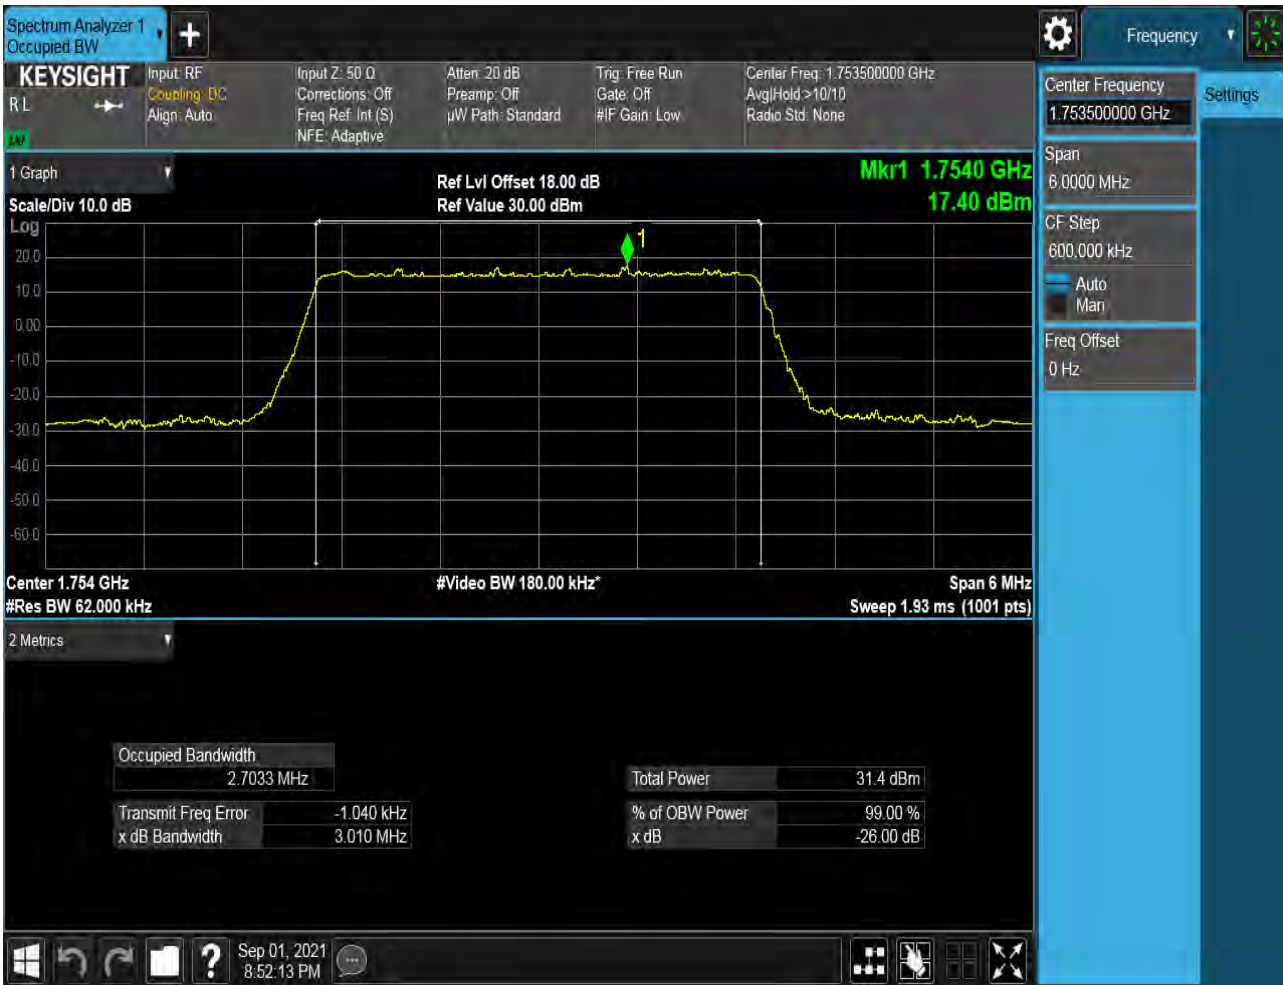 Spectrum Analyzer 1
Occupied BW
Frequency
KEYSIGHT
R L
Input: RF
Coupling: DC
Align: Auto
Input Z: 50 Ω
Corrections: Off
Freq Ref: Int (S)
NFE: Adaptive
Atten: 20 dB
Preamp: Off
µW Path: Standard
Trig: Free Run
Gate: Off
#IF Gain: Low
Center Freq: 1.753500000 GHz
Avg|Hold:>10/10
Radio Std: None
Center Frequency
1.753500000 GHz
Settings
Span
6.0000 MHz
CF Step
600.000 kHz
Auto
Man
Freq Offset
0 Hz
1 Graph
Scale/Div 10.0 dB
Ref Lvl Offset 18.00 dB
Ref Value 30.00 dBm
Mkr1 1.7540 GHz
17.40 dBm
Log
1
20.0
10.0
0.00
-10.0
-20.0
-30.0
-40.0
-50.0
-60.0
Center 1.754 GHz
#Video BW 180.00 kHz*
Span 6 MHz
#Res BW 62.000 kHz
Sweep 1.93 ms (1001 pts)
2 Metrics
Occupied Bandwidth
2.7033 MHz
Total Power 31.4 dBm
Transmit Freq Error -1.040 kHz
% of OBW Power 99.00 %
x dB Bandwidth 3.010 MHz
x dB -26.00 dB
Sep 01, 2021
8:52:13 PM